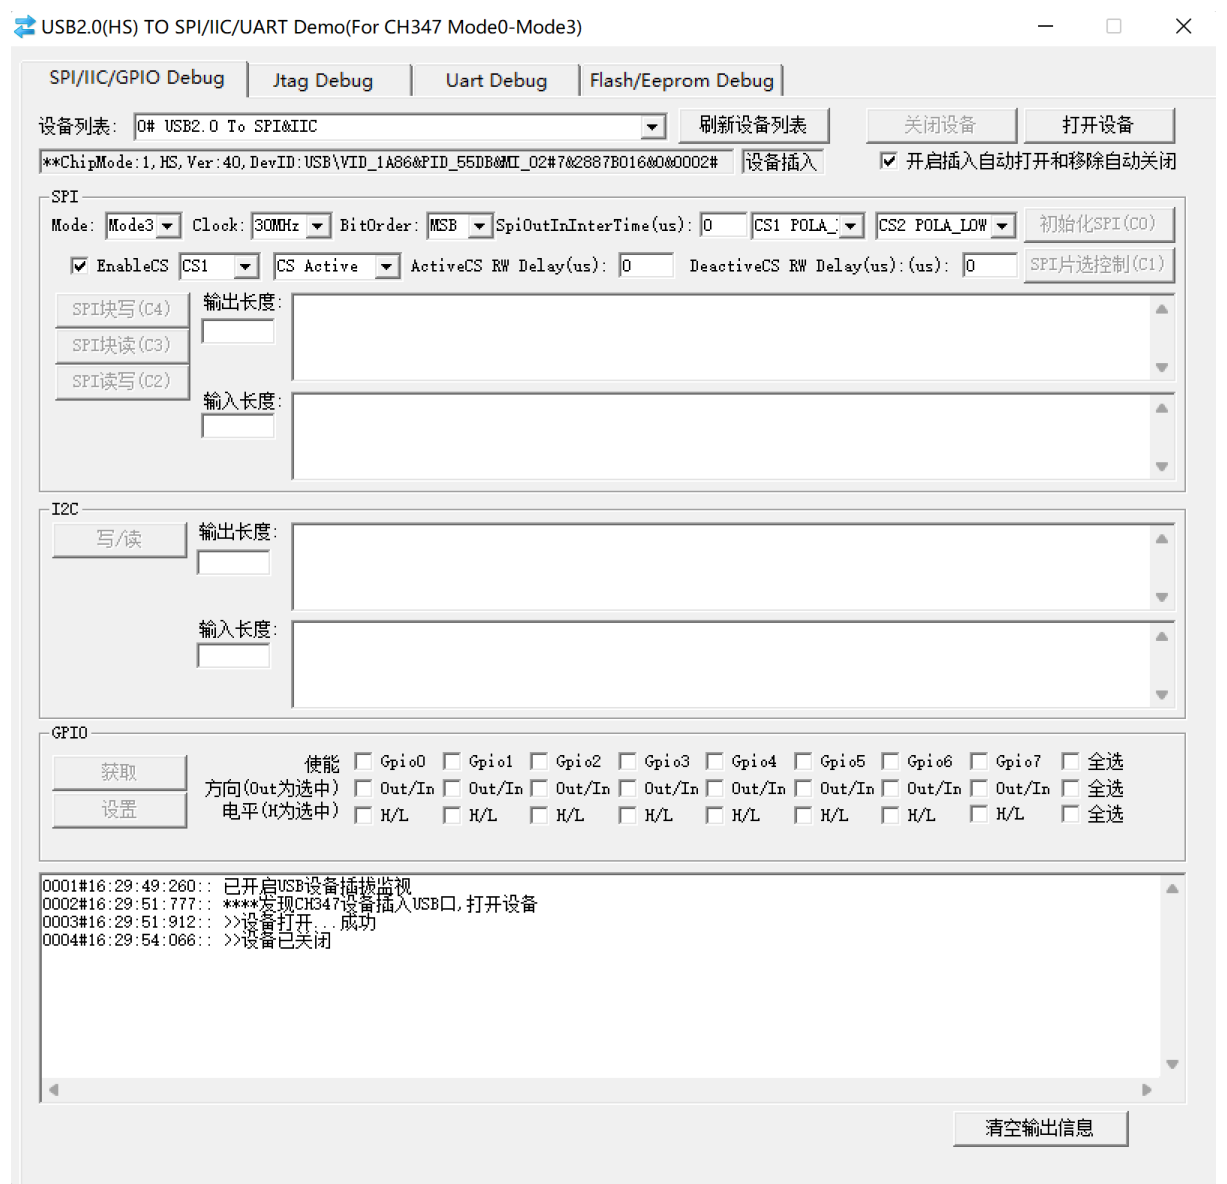 USB2.0(HS) TO SPI/IIC/UART Demo(For CH347 Mode0-Mode3)
SPI/IIC/GPIO Debug Jtag Debug Uart Debug Flash/Eeprom Debug
设备列表: 0# USB2.0 To SPI&IIC 刷新设备列表 关闭设备 打开设备
**ChipMode:1,HS,Ver:40,DevID:USB\VID_1A86&PID_55DB&MI_02#7&2887B016&0&0002# 设备插入 开启插入自动打开和移除自动关闭
SPI
Mode: Mode3 Clock: 30MHz BitOrder: MSB SpiOutInInterTime(us): 0 CS1 POLA_ CS2 POLA_LOW 初始化SPI(C0)
EnableCS CS1 CS Active ActiveCS RW Delay(us): 0 DeactiveCS RW Delay(us):(us): 0 SPI片选控制(C1)
SPI块写(C4) 输出长度:
SPI块读(C3)
SPI读写(C2)
输入长度:
I2C
写/读 输出长度:
输入长度:
GPIO
使能 Gpio0 Gpio1 Gpio2 Gpio3 Gpio4 Gpio5 Gpio6 Gpio7 全选
获取
方向(Out为选中) Out/In Out/In Out/In Out/In Out/In Out/In Out/In Out/In 全选
设置
电平(H为选中) H/L H/L H/L H/L H/L H/L H/L H/L 全选
0001#16:29:49:260:: 已开启USB设备插拔监视
0002#16:29:51:777:: ****发现CH347设备插入USB口,打开设备
0003#16:29:51:912:: >>设备打开...成功
0004#16:29:54:066:: >>设备已关闭
清空输出信息